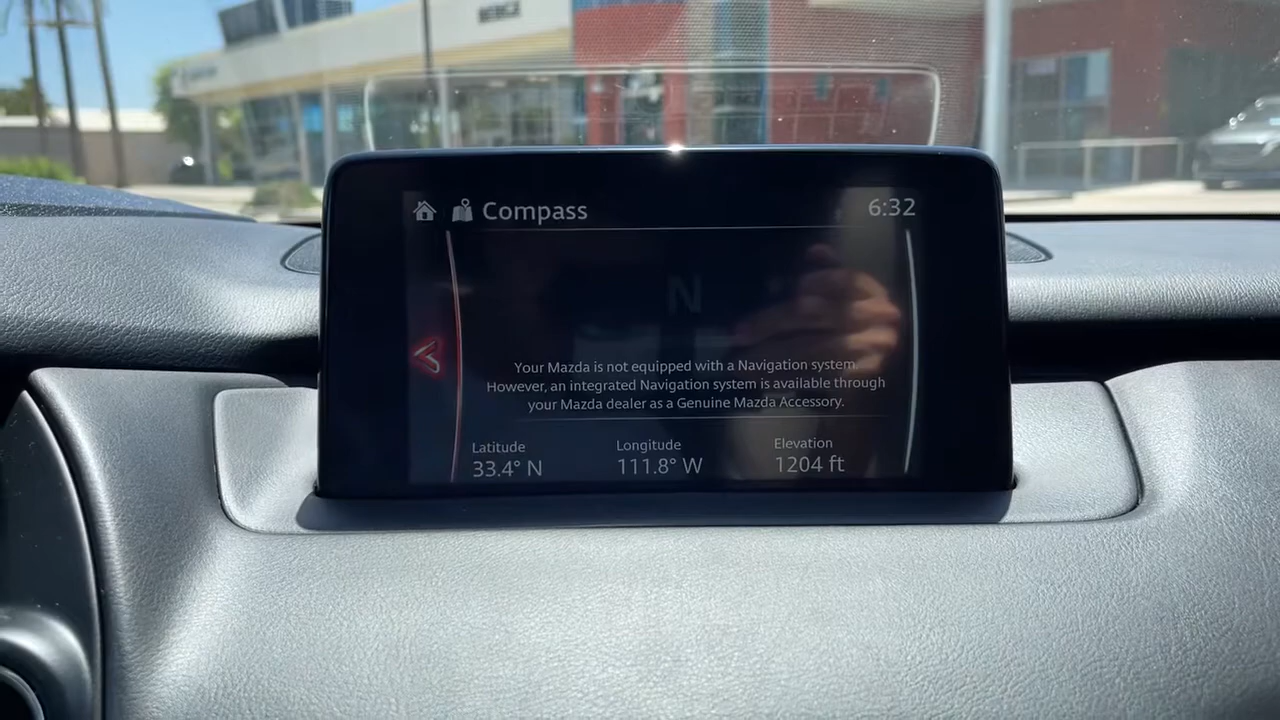 BERGE
Compass
6:32
N
Your Mazda is not equipped with a Navigation system.
However, an integrated Navigation system is available through
your Mazda dealer as a Genuine Mazda Accessory.
Latitude Longitude Elevation
33.4° N 111.8° W 1204 ft